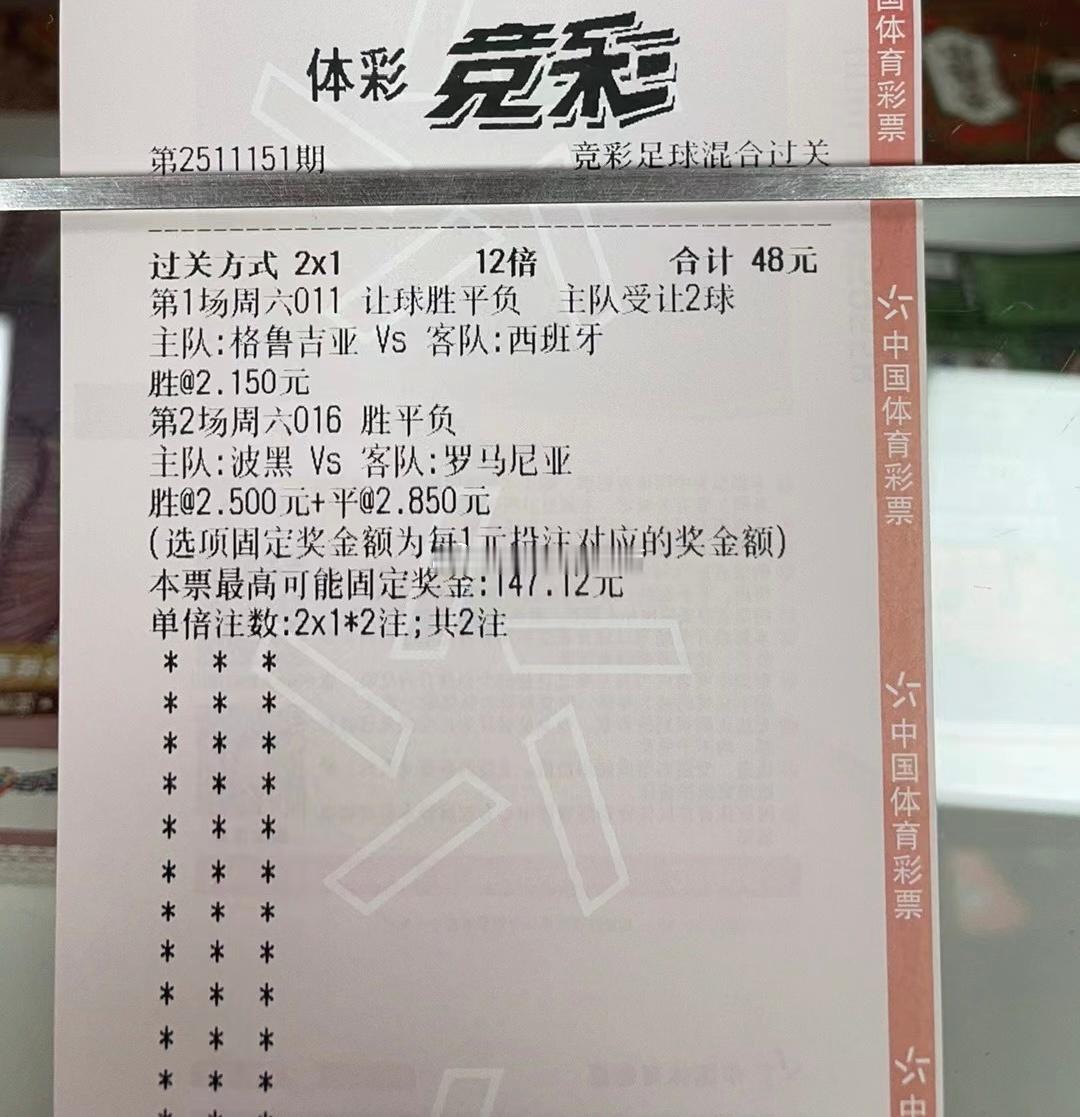 体彩 竞彩
第2511151期 竞彩足球混合过关
过关方式 2x1 12倍 合计 48元
第1场周六011 让球胜平负 主队受让2球
主队:格鲁吉亚 Vs 客队:西班牙
胜@2.150元
第2场周六016 胜平负
主队:波黑 Vs 客队:罗马尼亚
胜@2.500元+平@2.850元
(选项固定奖金额为每1元投注对应的奖金额)
本票最高可能固定奖金:147.12元
单倍注数:2x1*2注;共2注
* * *
* * *
* * *
* * *
* * *
* * *
* * *
* * *
* * *
* * *
* * *
* * *
国体育彩票
中国体育彩票
中国体育彩票
中